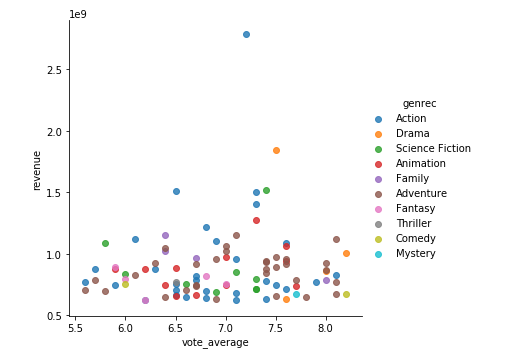 1e9
2.5
2.0
1.5
1.0
0.5
revenue
5.5 6.0 6.5 7.0 7.5 8.0
vote_average
genrec
Action
Drama
Science Fiction
Animation
Family
Adventure
Fantasy
Thriller
Comedy
Mystery